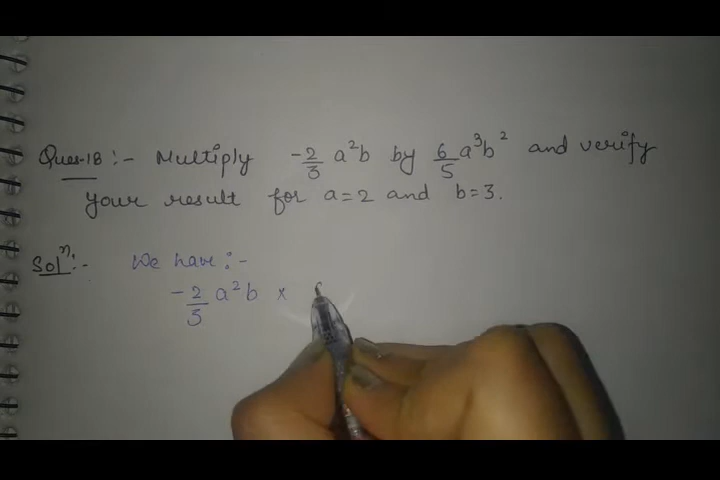 Ques-18:- Multiply -2/3 a²b by 6/5 a³b² and verify
your result for a=2 and b=3.
Solⁿ:- We have:-
-2/3 a²b ×